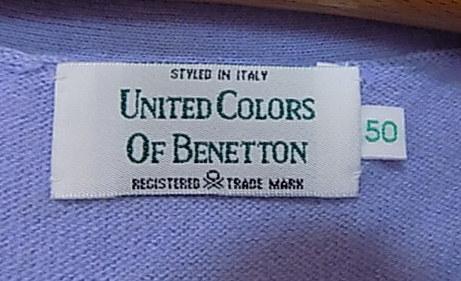 STYLED IN ITALY
UNITED COLORS
OF BENETTON
REGISTERED TRADE MARK
50